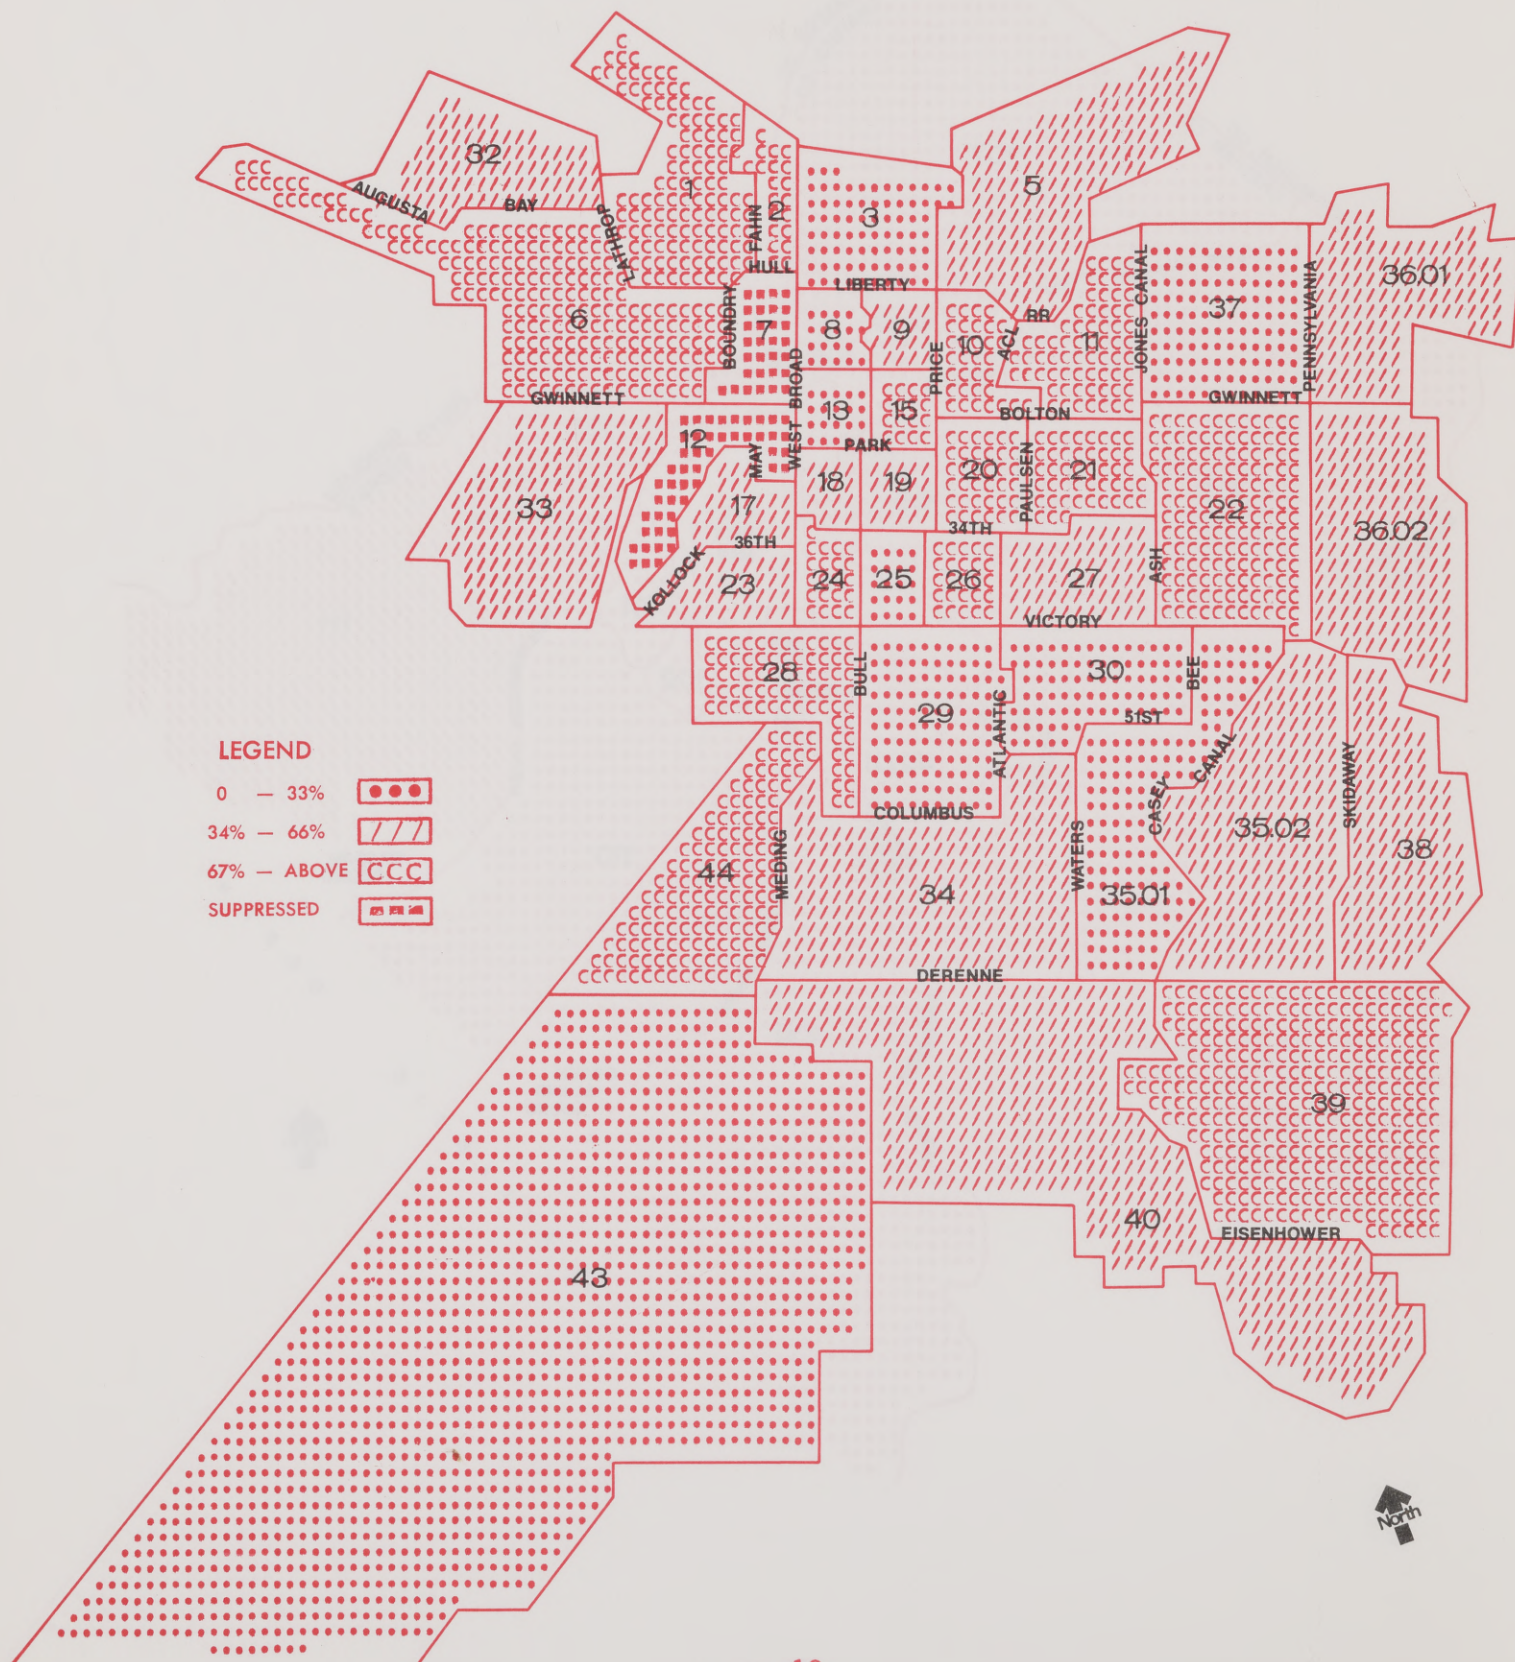 32
1
AUGUSTA
BAY
LATHROP
FAHN
2
3
5
HULL
LIBERTY
6
BOUNDRY
7
8
9
PRICE
10
ACL
RR
11
JONES CANAL
37
PENNSYLVANIA
36.01
GWINNETT
WEST BROAD
13
15
BOLTON
GWINNETT
12
MAY
PARK
33
17
18
19
20
PAULSEN
21
22
36.02
36TH
34TH
KOLLOCK
23
24
25
26
27
ASH
VICTORY
28
BULL
29
ATLANTIC
30
BEE
51ST
CASEY CANAL
SKIDAWAY
COLUMBUS
44
MEDING
34
WATERS
35.01
35.02
38
DERENNE
39
40
EISENHOWER
43
LEGEND
0 — 33%
34% — 66%
67% — ABOVE CCC
SUPPRESSED
North